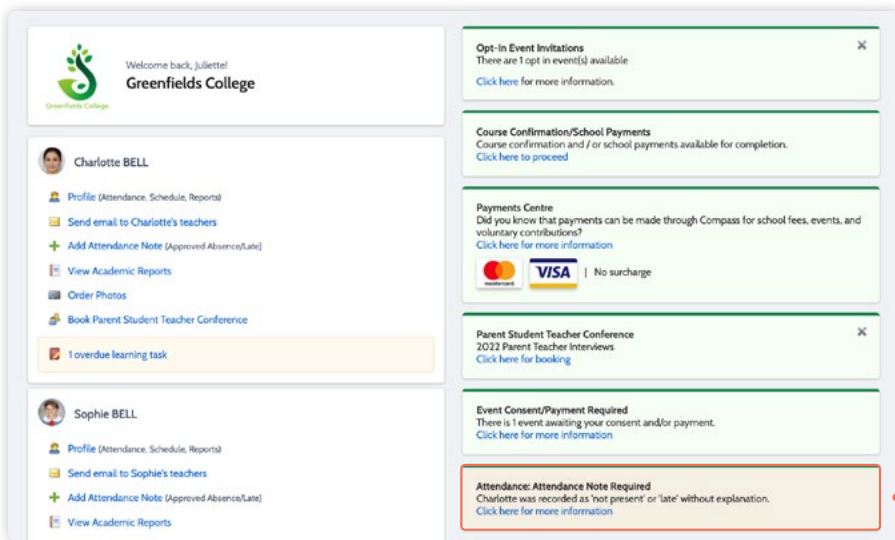 Welcome back, Juliette!
Greenfields College
Greenfields College
Charlotte BELL
Profile (Attendance, Schedule, Reports)
Send email to Charlotte's teachers
Add Attendance Note (Approved Absence/Late)
View Academic Reports
Order Photos
Book Parent Student Teacher Conference
1 overdue learning task
Sophie BELL
Profile (Attendance, Schedule, Reports)
Send email to Sophie's teachers
Add Attendance Note (Approved Absence/Late)
View Academic Reports
Opt-In Event Invitations
There are 1 opt in event(s) available
Click here for more information.
Course Confirmation/School Payments
Course confirmation and / or school payments available for completion.
Click here to proceed
Payments Centre
Did you know that payments can be made through Compass for school fees, events, and
voluntary contributions?
Click here for more information
mastercard VISA | No surcharge
Parent Student Teacher Conference
2022 Parent Teacher Interviews
Click here for booking
Event Consent/Payment Required
There is 1 event awaiting your consent and/or payment.
Click here for more information
Attendance: Attendance Note Required
Charlotte was recorded as 'not present' or 'late' without explanation.
Click here for more information